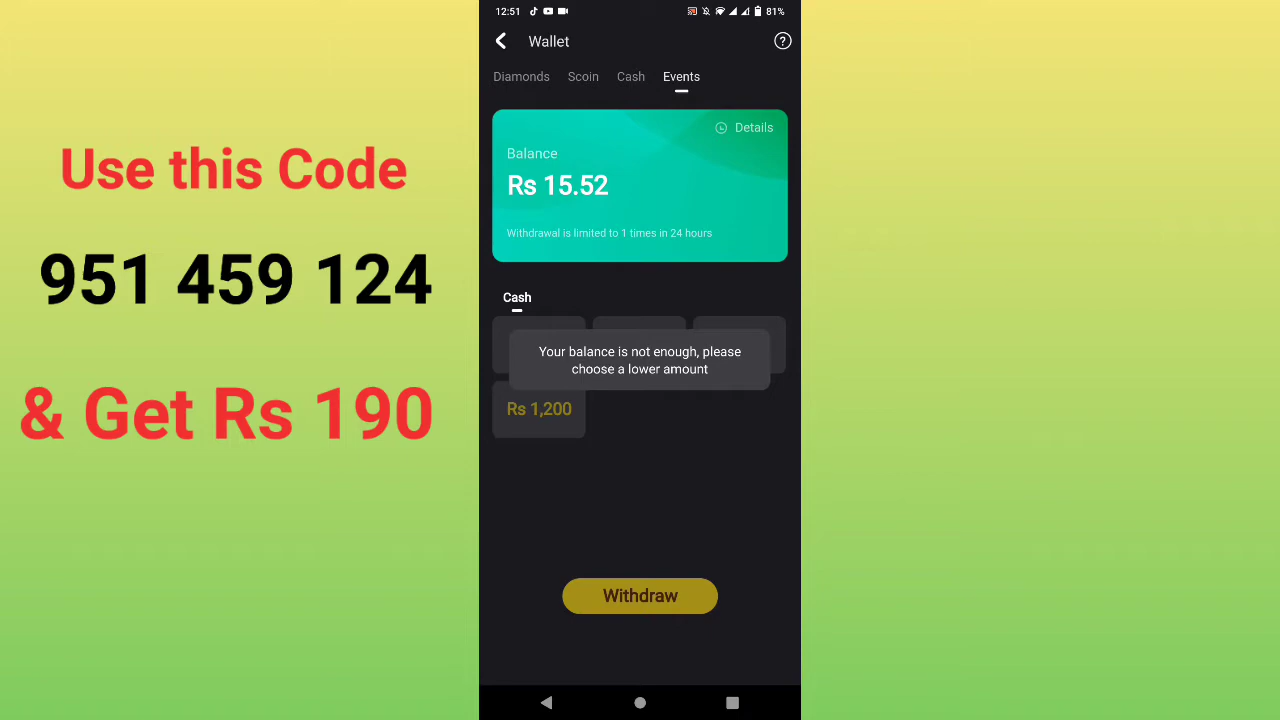 Use this Code
951 459 124
& Get Rs 190
12:51
81%
Wallet
Diamonds Scoin Cash Events
Details
Balance
Rs 15.52
Withdrawal is limited to 1 times in 24 hours
Cash
Your balance is not enough, please
choose a lower amount
Rs 1,200
Withdraw